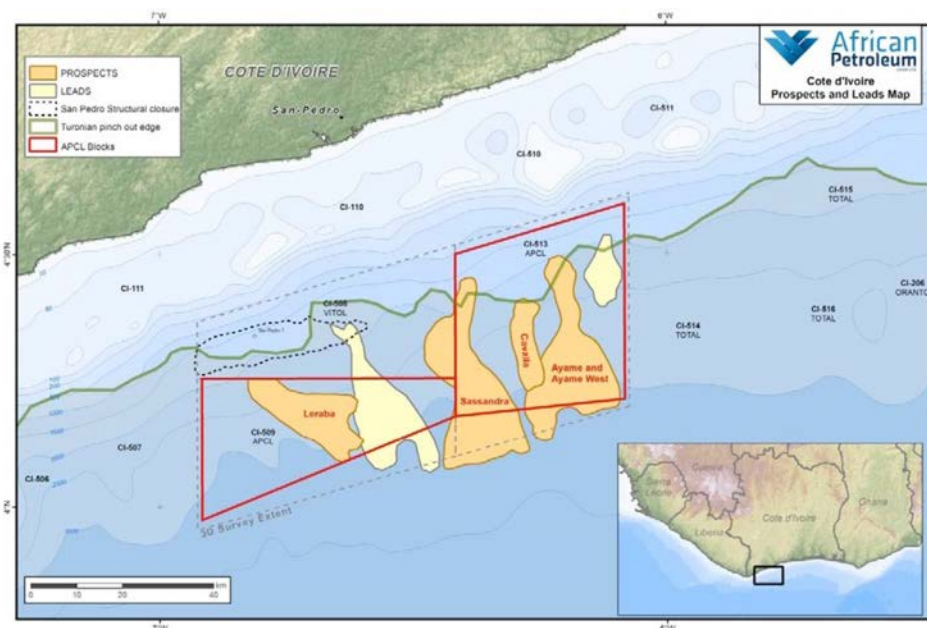 7°W
6°W
African
Petroleum
Cote d'Ivoire
Prospects and Leads Map
PROSPECTS
LEADS
San Pedro Structural closure
Turonian pinch out edge
APCL Blocks
COTE D'IVOIRE
San-Pedro
CI-511
CI-510
CI-110
CI-515
TOTAL
CI-513
APCL
4°30'N
CI-111
CI-508
VITOL
CI-206
ORANTO
CI-514
CI-516
TOTAL
TOTAL
Cavalla
Ayame and
Ayame West
Sassandra
Leraba
CI-509
APCL
CI-507
CI-506
4°N
3D Survey Extent
Sierra
Leone
Guinea
Liberia
Cote d'Ivoire
Ghana
0 10 20 40
km